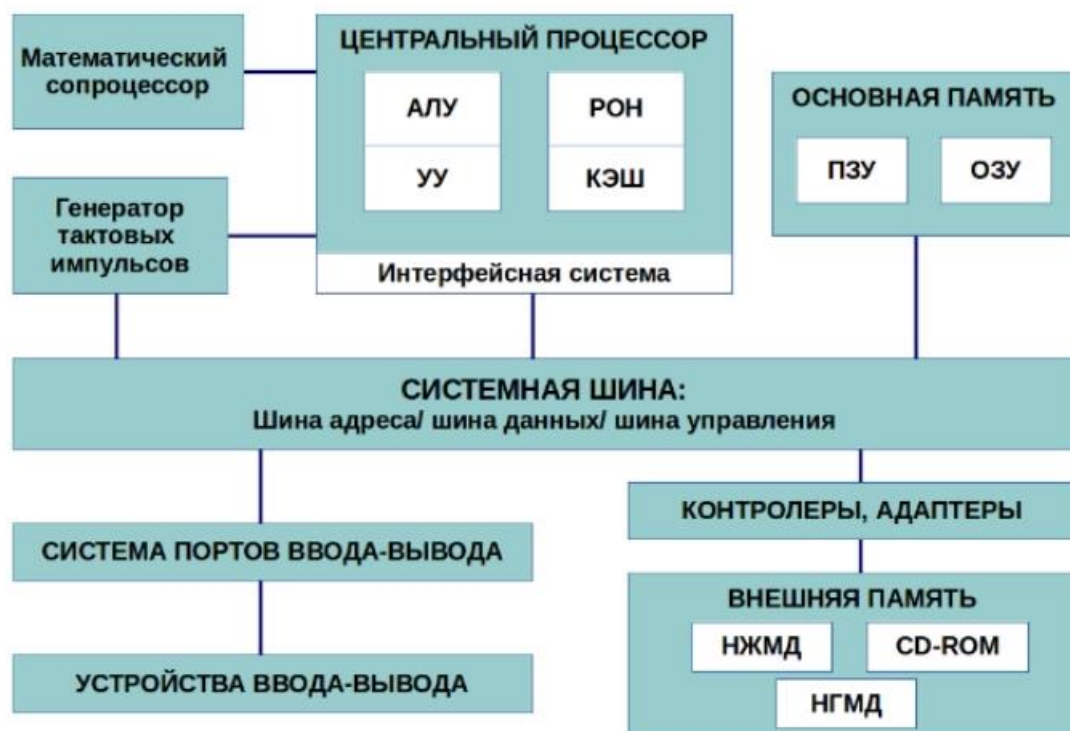 Математический
сопроцессор
ЦЕНТРАЛЬНЫЙ ПРОЦЕССОР
АЛУ
РОН
УУ
КЭШ
Интерфейсная система
ОСНОВНАЯ ПАМЯТЬ
ПЗУ
ОЗУ
Генератор
тактовых
импульсов
СИСТЕМНАЯ ШИНА:
Шина адреса/ шина данных/ шина управления
СИСТЕМА ПОРТОВ ВВОДА-ВЫВОДА
УСТРОЙСТВА ВВОДА-ВЫВОДА
КОНТРОЛЕРЫ, АДАПТЕРЫ
ВНЕШНЯЯ ПАМЯТЬ
НЖМД
CD-ROM
НГМД